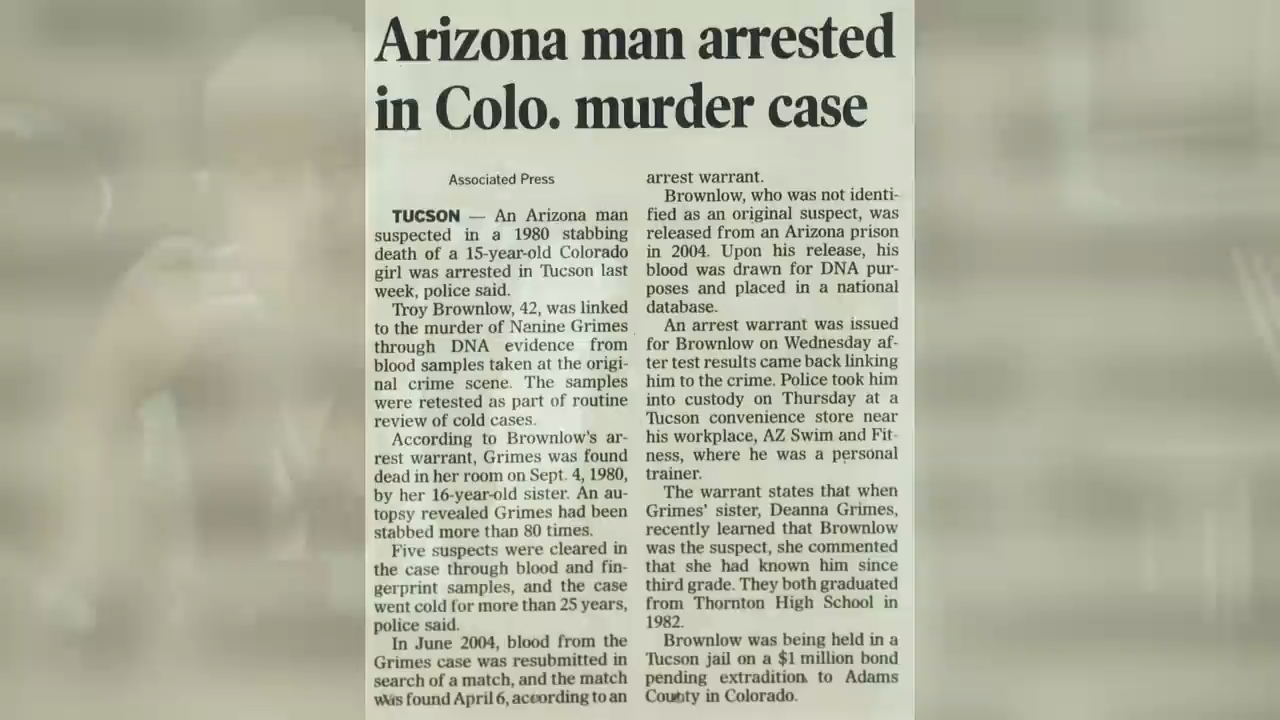 Arizona man arrested
in Colo. murder case
Associated Press
TUCSON — An Arizona man
suspected in a 1980 stabbing
death of a 15-year-old Colorado
girl was arrested in Tucson last
week, police said.
Troy Brownlow, 42, was linked
to the murder of Nanine Grimes
through DNA evidence from
blood samples taken at the origi-
nal crime scene. The samples
were retested as part of routine
review of cold cases.
According to Brownlow's ar-
rest warrant, Grimes was found
dead in her room on Sept. 4, 1980,
by her 16-year-old sister. An au-
topsy revealed Grimes had been
stabbed more than 80 times.
Five suspects were cleared in
the case through blood and fin-
gerprint samples, and the case
went cold for more than 25 years,
police said.
In June 2004, blood from the
Grimes case was resubmitted in
search of a match, and the match
was found April 6, according to an
arrest warrant.
Brownlow, who was not identi-
fied as an original suspect, was
released from an Arizona prison
in 2004. Upon his release, his
blood was drawn for DNA pur-
poses and placed in a national
database.
An arrest warrant was issued
for Brownlow on Wednesday af-
ter test results came back linking
him to the crime. Police took him
into custody on Thursday at a
Tucson convenience store near
his workplace, AZ Swim and Fit-
ness, where he was a personal
trainer.
The warrant states that when
Grimes' sister, Deanna Grimes,
recently learned that Brownlow
was the suspect, she commented
that she had known him since
third grade. They both graduated
from Thornton High School in
1982.
Brownlow was being held in a
Tucson jail on a $1 million bond
pending extradition to Adams
County in Colorado.